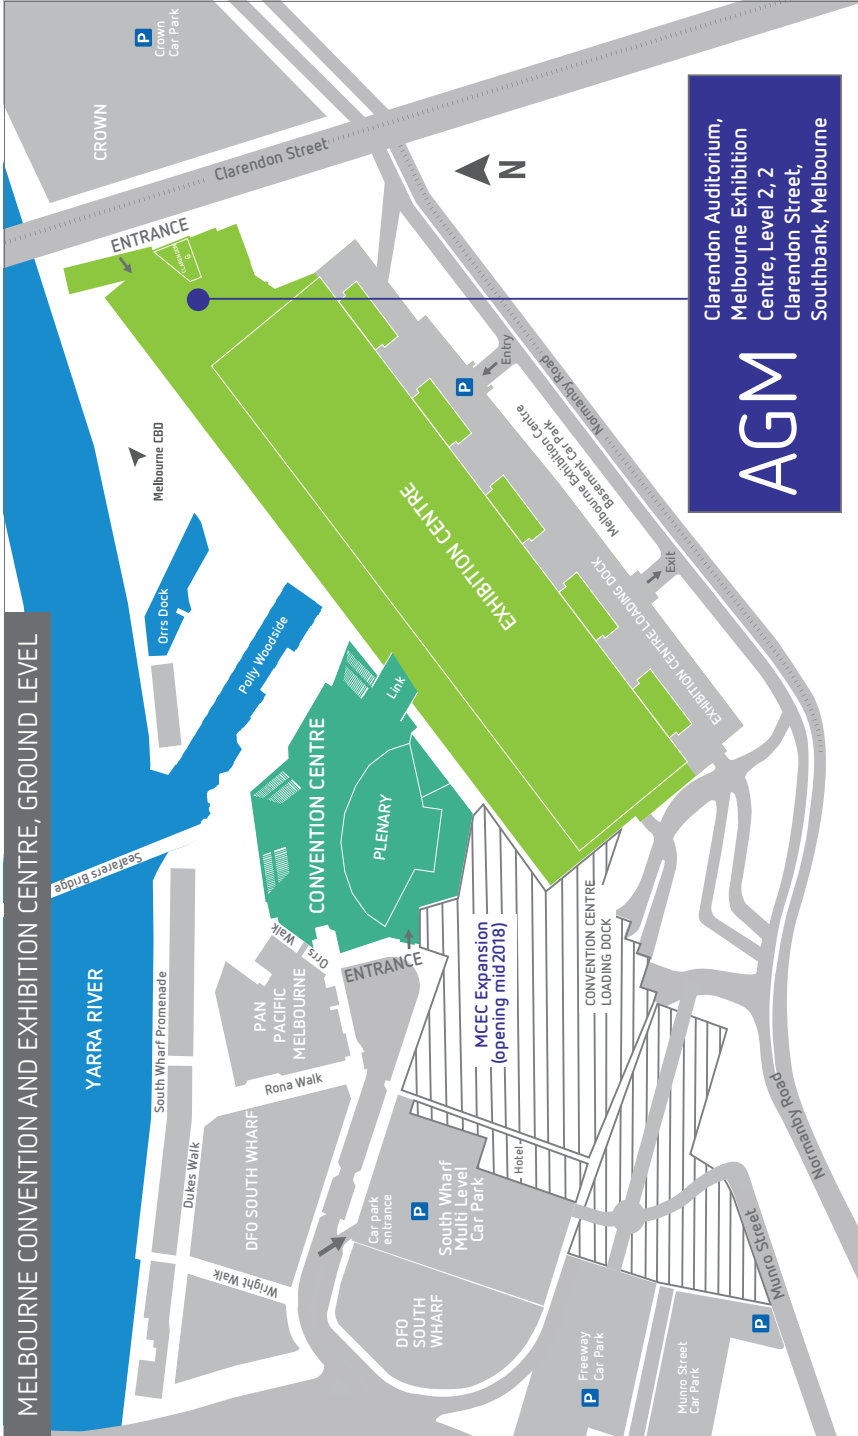 MELBOURNE CONVENTION AND EXHIBITION CENTRE, GROUND LEVEL
YARRA RIVER
Seafarers Bridge
Orrs Dock
Polly Woodside
Melbourne CBD
South Wharf Promenade
Dukes Walk
Wright Walk
DFO SOUTH WHARF
Rona Walk
PAN
PACIFIC
MELBOURNE
Orrs
Walk
CONVENTION CENTRE
PLENARY
Link
ENTRANCE
EXHIBITION CENTRE
ENTRANCE
CLARENDON
G
Clarendon Street
CROWN
P
Crown
Car Park
N
P
Entry
Normanby Road
Melbourne Exhibition Centre
Basement Car Park
EXHIBITION CENTRE LOADING DOCK
Exit
EXHIBITION CENTRE
MCEC Expansion
(opening mid2018)
CONVENTION CENTRE
LOADING DOCK
Hotel
Car park
entrance
P
South Wharf
Multi Level
Car Park
DFO
SOUTH
WHARF
P
Freeway
Car Park
Munro Street
Car Park
P
Munro Street
Normanby Road
AGM
Clarendon Auditorium,
Melbourne Exhibition
Centre, Level 2, 2
Clarendon Street,
Southbank, Melbourne